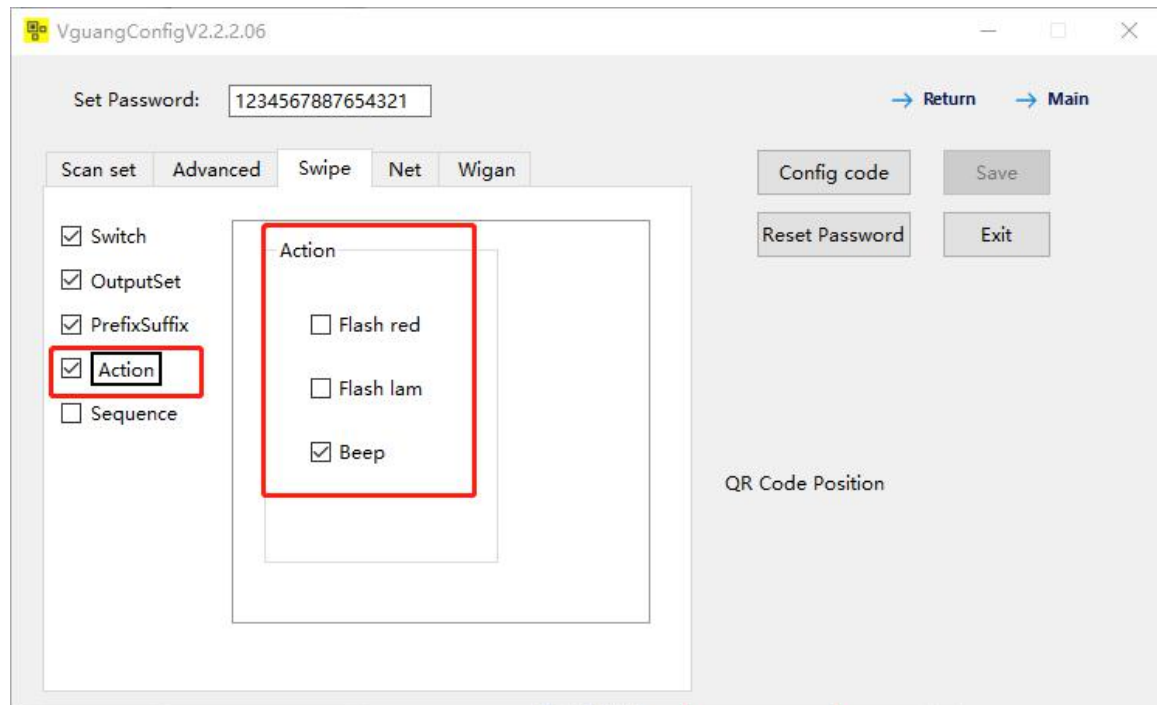 VguangConfigV2.2.2.06
Set Password: 1234567887654321
Return Main
Scan set Advanced Swipe Net Wigan
Config code Save
Reset Password Exit
Switch
OutputSet
PrefixSuffix
Action
Sequence
Action
Flash red
Flash lam
Beep
QR Code Position